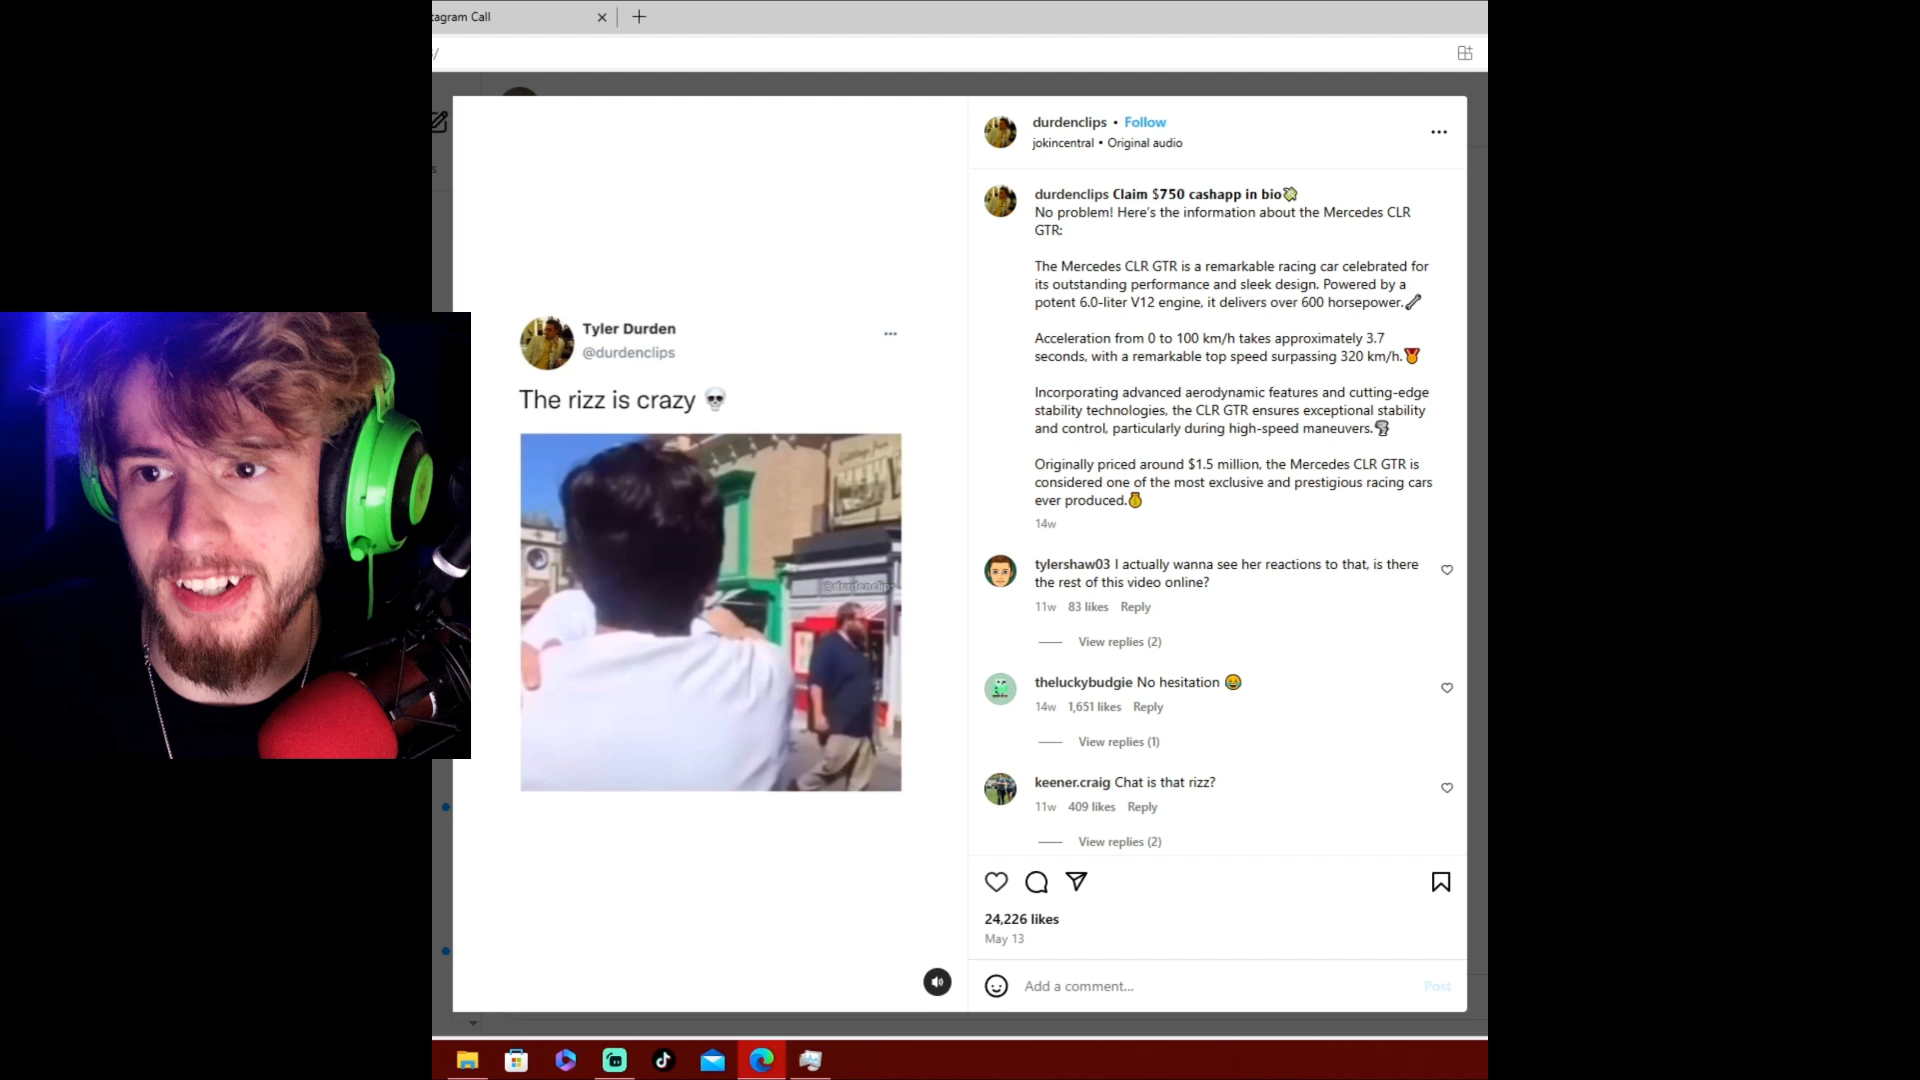 tagram Call
/
Tyler Durden
@durdenclips
The rizz is crazy 💀
@durdenclips
durdenclips • Follow
jokincentral • Original audio
durdenclips Claim $750 cashapp in bio
No problem! Here's the information about the Mercedes CLR
GTR:
The Mercedes CLR GTR is a remarkable racing car celebrated for
its outstanding performance and sleek design. Powered by a
potent 6.0-liter V12 engine, it delivers over 600 horsepower.
Acceleration from 0 to 100 km/h takes approximately 3.7
seconds, with a remarkable top speed surpassing 320 km/h.
Incorporating advanced aerodynamic features and cutting-edge
stability technologies, the CLR GTR ensures exceptional stability
and control, particularly during high-speed maneuvers.
Originally priced around $1.5 million, the Mercedes CLR GTR is
considered one of the most exclusive and prestigious racing cars
ever produced.
14w
tylershaw03 I actually wanna see her reactions to that, is there
the rest of this video online?
11w 83 likes Reply
View replies (2)
theluckybudgie No hesitation 😂
14w 1,651 likes Reply
View replies (1)
keener.craig Chat is that rizz?
11w 409 likes Reply
View replies (2)
24,226 likes
May 13
Add a comment...
Post